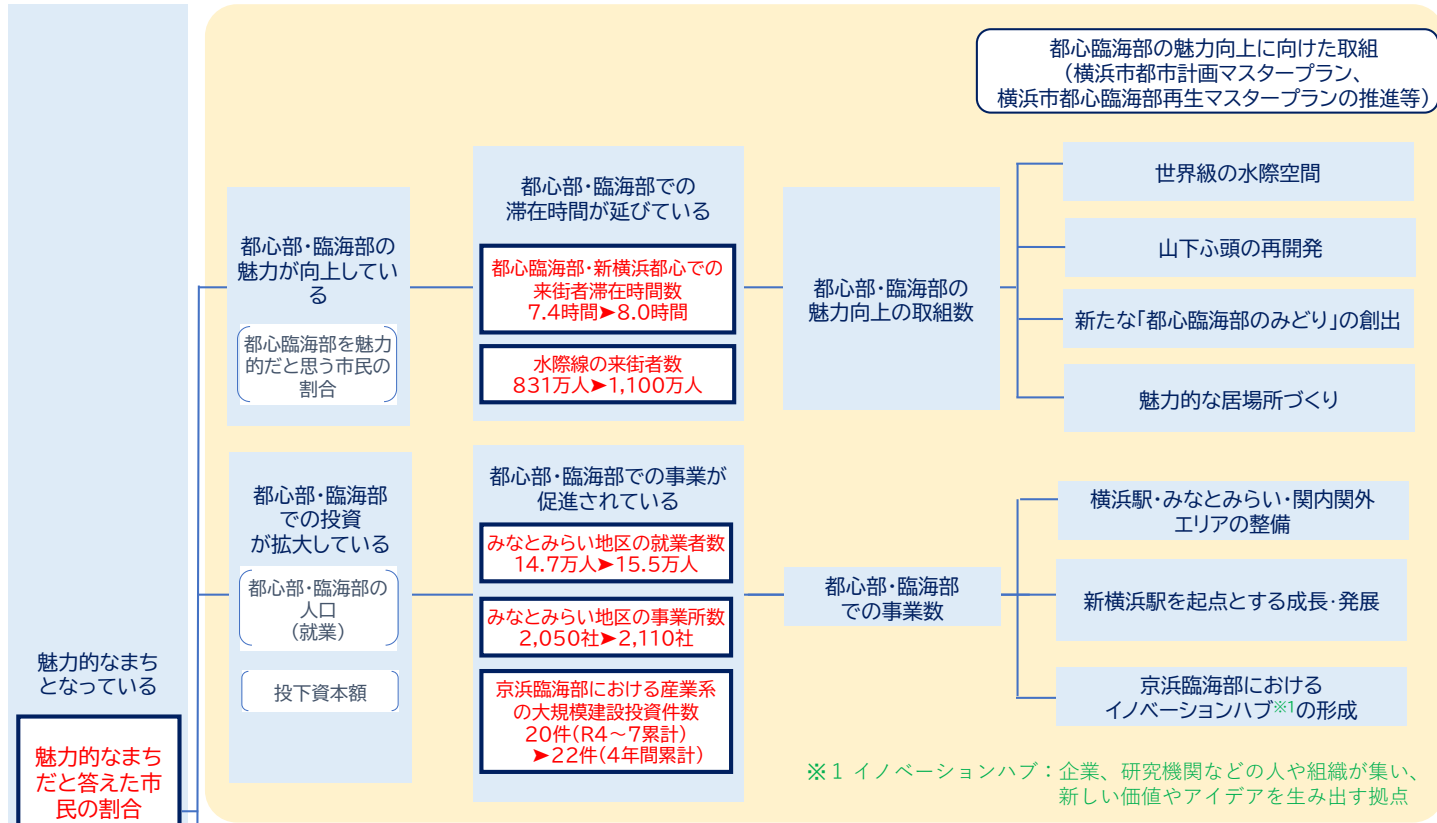 都心臨海部の魅力向上に向けた取組
（横浜市都市計画マスタープラン、
横浜市都心臨海部再生マスタープランの推進等）
魅力的なまち
となっている
魅力的なまち
だと答えた市
民の割合
都心部・臨海部の
魅力が向上してい
る
都心臨海部を魅力
的だと思う市民の
割合
都心部・臨海部での
滞在時間が延びている
都心臨海部・新横浜都心での
来街者滞在時間数
7.4時間➤8.0時間
水際線の来街者数
831万人➤1,100万人
都心部・臨海部の
魅力向上の取組数
世界級の水際空間
山下ふ頭の再開発
新たな「都心臨海部のみどり」の創出
魅力的な居場所づくり
都心部・臨海部
での投資
が拡大している
都心部・臨海部の
人口
（就業）
投下資本額
都心部・臨海部での事業が
促進されている
みなとみらい地区の就業者数
14.7万人➤15.5万人
みなとみらい地区の事業所数
2,050社➤2,110社
京浜臨海部における産業系
の大規模建設投資件数
20件(R4～7累計)
➤22件(4年間累計)
都心部・臨海部
での事業数
横浜駅・みなとみらい・関内関外
エリアの整備
新横浜駅を起点とする成長・発展
京浜臨海部における
イノベーションハブ※1の形成
※1 イノベーションハブ：企業、研究機関などの人や組織が集い、
新しい価値やアイデアを生み出す拠点